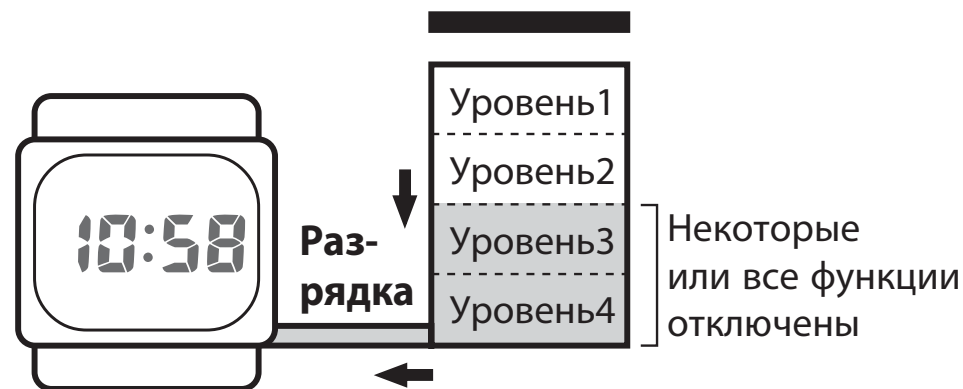 Уровень1
Уровень2
10:58
Раз-
рядка
Уровень3
Уровень4
Некоторые
или все функции
отключены